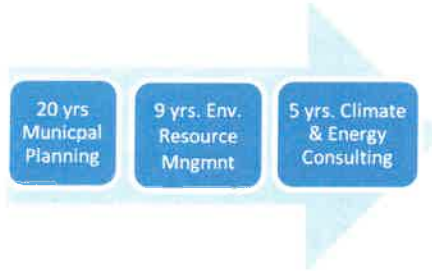 20 yrs
Municpal
Planning
9 yrs. Env.
Resource
Mngmnt
5 yrs. Climate
& Energy
Consulting